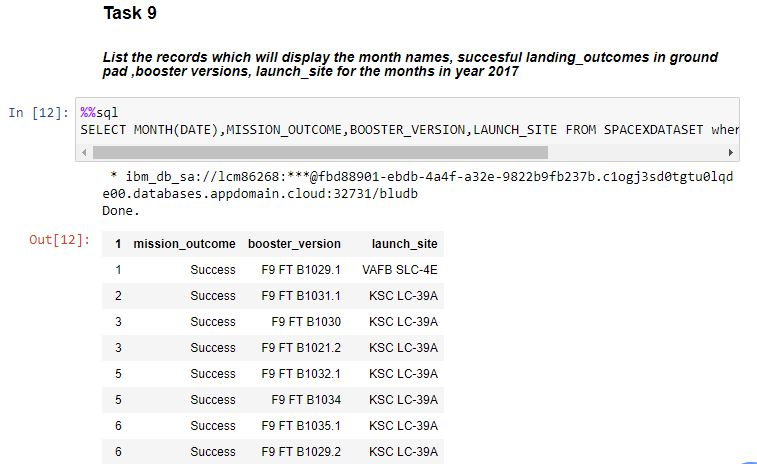 Task 9
List the records which will display the month names, succesful landing_outcomes in ground
pad ,booster versions, launch_site for the months in year 2017
In [12]: %%sql
SELECT MONTH(DATE),MISSION_OUTCOME,BOOSTER_VERSION,LAUNCH_SITE FROM SPACEXDATASET wher
* ibm_db_sa://lcm86268:***@fbd88901-ebdb-4a4f-a32e-9822b9fb237b.c1ogj3sd0tgtu0lqd
e00.databases.appdomain.cloud:32731/bludb
Done.
Out[12]: 1 mission_outcome booster_version launch_site
1 Success F9 FT B1029.1 VAFB SLC-4E
2 Success F9 FT B1031.1 KSC LC-39A
3 Success F9 FT B1030 KSC LC-39A
3 Success F9 FT B1021.2 KSC LC-39A
5 Success F9 FT B1032.1 KSC LC-39A
5 Success F9 FT B1034 KSC LC-39A
6 Success F9 FT B1035.1 KSC LC-39A
6 Success F9 FT B1029.2 KSC LC-39A